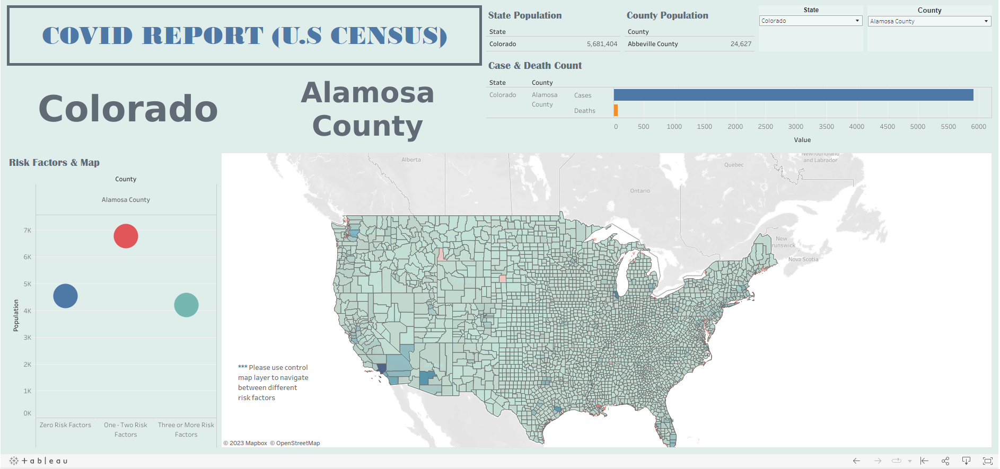 COVID REPORT (U.S CENSUS)
State Population
State
Colorado 5,681,404
County Population
County
Abbeville County 24,627
State
Colorado
County
Alamosa County
Colorado
Alamosa
County
Case & Death Count
State County
Colorado Alamosa
County
Cases
Deaths
0 500 1000 1500 2000 2500 3000 3500 4000 4500 5000 5500 6000
Value
Risk Factors & Map
County
Alamosa County
7K
6K
5K
4K
3K
2K
1K
0K
Population
Zero Risk Factors
One - Two Risk
Factors
Three or More Risk
Factors
Alberta
Ontario
Quebec
Newfoundland
and Labrador
New
runswick
Nova Scotia
*** Please use control
map layer to navigate
between different
risk factors
© 2023 Mapbox © OpenStreetMap
+ableau